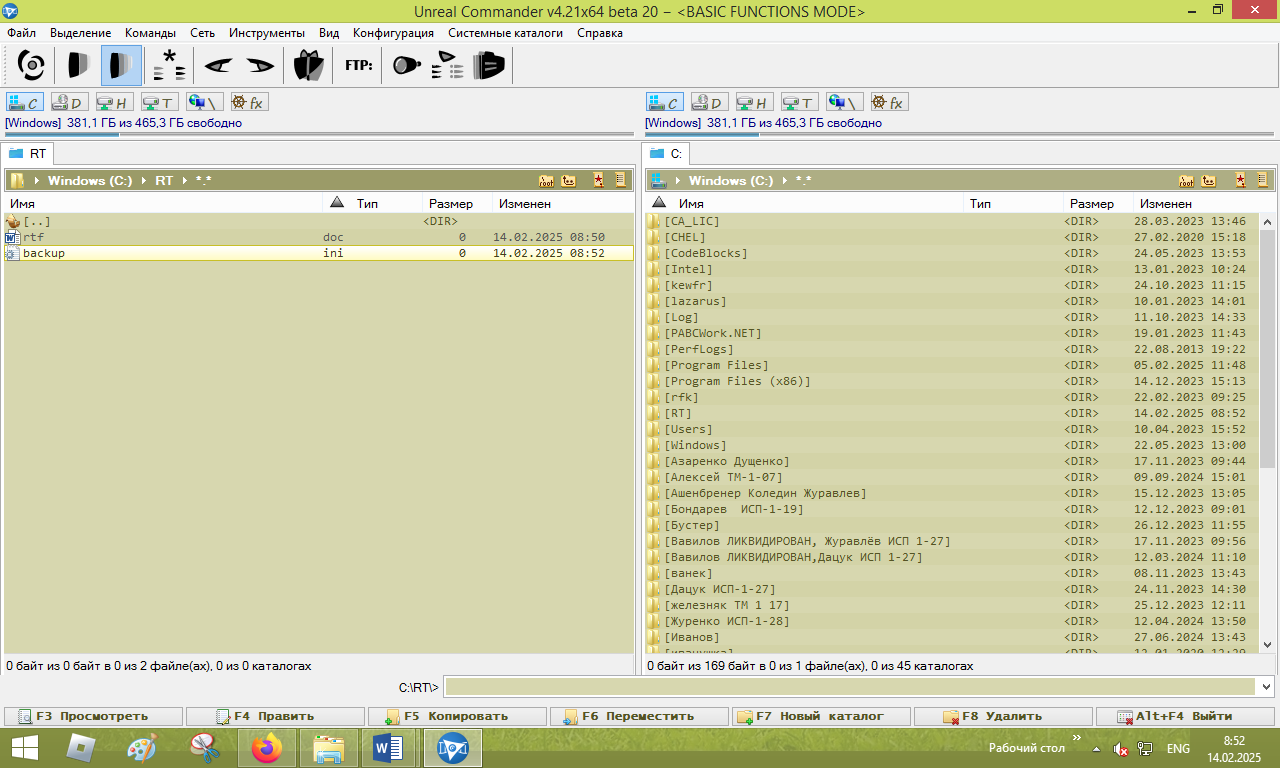 Unreal Commander v4.21x64 beta 20 – <BASIC FUNCTIONS MODE>
Файл Выделение Команды Сеть Инструменты Вид Конфигурация Системные каталоги Справка
FTP:
C D H T \ fx
C D H T \ fx
[Windows] 381,1 ГБ из 465,3 ГБ свободно
[Windows] 381,1 ГБ из 465,3 ГБ свободно
RT
Windows (C:) RT *.*
Имя Тип Размер Изменен
[..] <DIR>
rtf doc 0 14.02.2025 08:50
backup ini 0 14.02.2025 08:52
0 байт из 0 байт в 0 из 2 файле(ах), 0 из 0 каталогах
C:
Windows (C:) *.*
Имя Тип Размер Изменен
[CA_LIC] <DIR> 28.03.2023 13:46
[CHEL] <DIR> 27.02.2020 15:18
[CodeBlocks] <DIR> 24.05.2023 13:53
[Intel] <DIR> 13.01.2023 10:24
[kewfr] <DIR> 24.10.2023 11:15
[lazarus] <DIR> 10.01.2023 14:01
[Log] <DIR> 11.10.2023 14:33
[PABCWork.NET] <DIR> 19.01.2023 11:43
[PerfLogs] <DIR> 22.08.2013 19:22
[Program Files] <DIR> 05.02.2025 11:48
[Program Files (x86)] <DIR> 14.12.2023 15:13
[rfk] <DIR> 22.02.2023 09:25
[RT] <DIR> 14.02.2025 08:52
[Users] <DIR> 10.04.2023 15:52
[Windows] <DIR> 22.05.2023 13:00
[Азаренко Дущенко] <DIR> 17.11.2023 09:44
[Алексей ТМ-1-07] <DIR> 09.09.2024 15:01
[Ашенбренер Коледин Журавлев] <DIR> 15.12.2023 13:05
[Бондарев ИСП-1-19] <DIR> 12.12.2023 09:01
[Бустер] <DIR> 26.12.2023 11:55
[Вавилов ЛИКВИДИРОВАН, Журавлёв ИСП 1-27] <DIR> 17.11.2023 09:56
[Вавилов ЛИКВИДИРОВАН,Дацук ИСП 1-27] <DIR> 12.03.2024 11:10
[ванек] <DIR> 08.11.2023 13:43
[Дацук ИСП-1-27] <DIR> 24.11.2023 14:30
[железняк ТМ 1 17] <DIR> 25.12.2023 12:11
[Журенко ИСП-1-28] <DIR> 12.04.2024 13:50
[Иванов] <DIR> 27.06.2024 13:43
0 байт из 169 байт в 0 из 1 файле(ах), 0 из 45 каталогах
C:\RT\>
F3 Просмотреть F4 Править F5 Копировать F6 Переместить F7 Новый каталог F8 Удалить Alt+F4 Выйти
Рабочий стол » ENG 8:52
14.02.2025